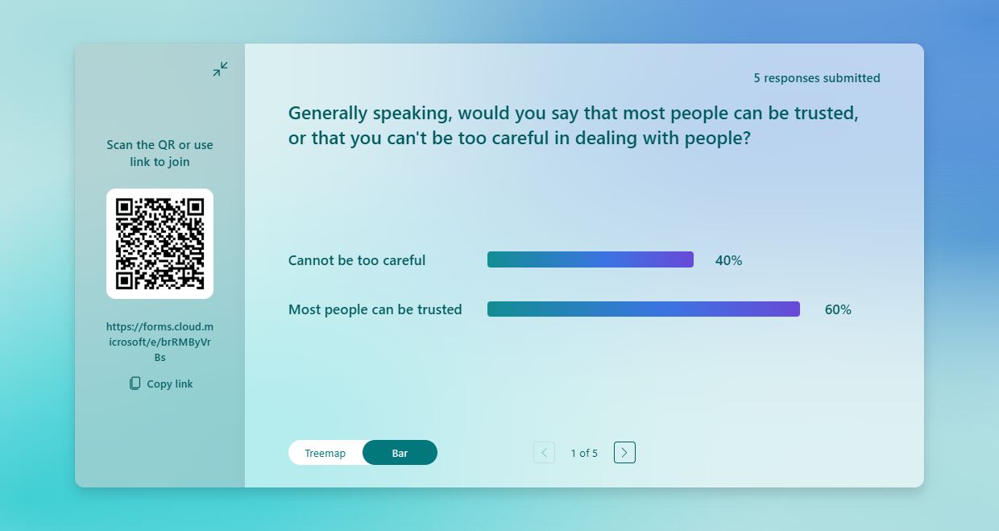 5 responses submitted
Generally speaking, would you say that most people can be trusted,
or that you can't be too careful in dealing with people?
Scan the QR or use
link to join
https://forms.cloud.m
icrosoft/e/brRMByVr
Bs
Copy link
Cannot be too careful 40%
Most people can be trusted 60%
Treemap Bar 1 of 5